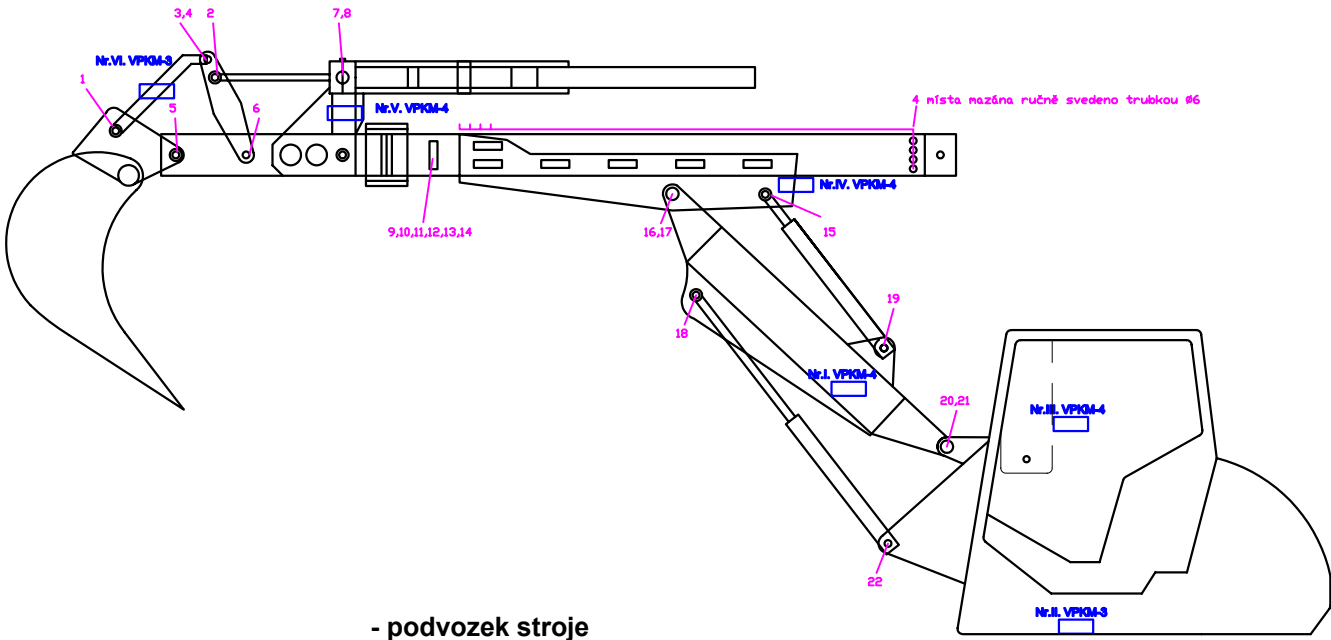 3,4
2
7,8
Nr.VI. VPKM-3
1
5
6
Nr.V. VPKM-4
4 místa mazána ručně svedeno trubkou ø6
Nr.IV. VPKM-4
9,10,11,12,13,14
16,17
15
18
19
Nr.I. VPKM-4
20,21
Nr.III. VPKM-4
22
Nr.II. VPKM-3
- podvozek stroje